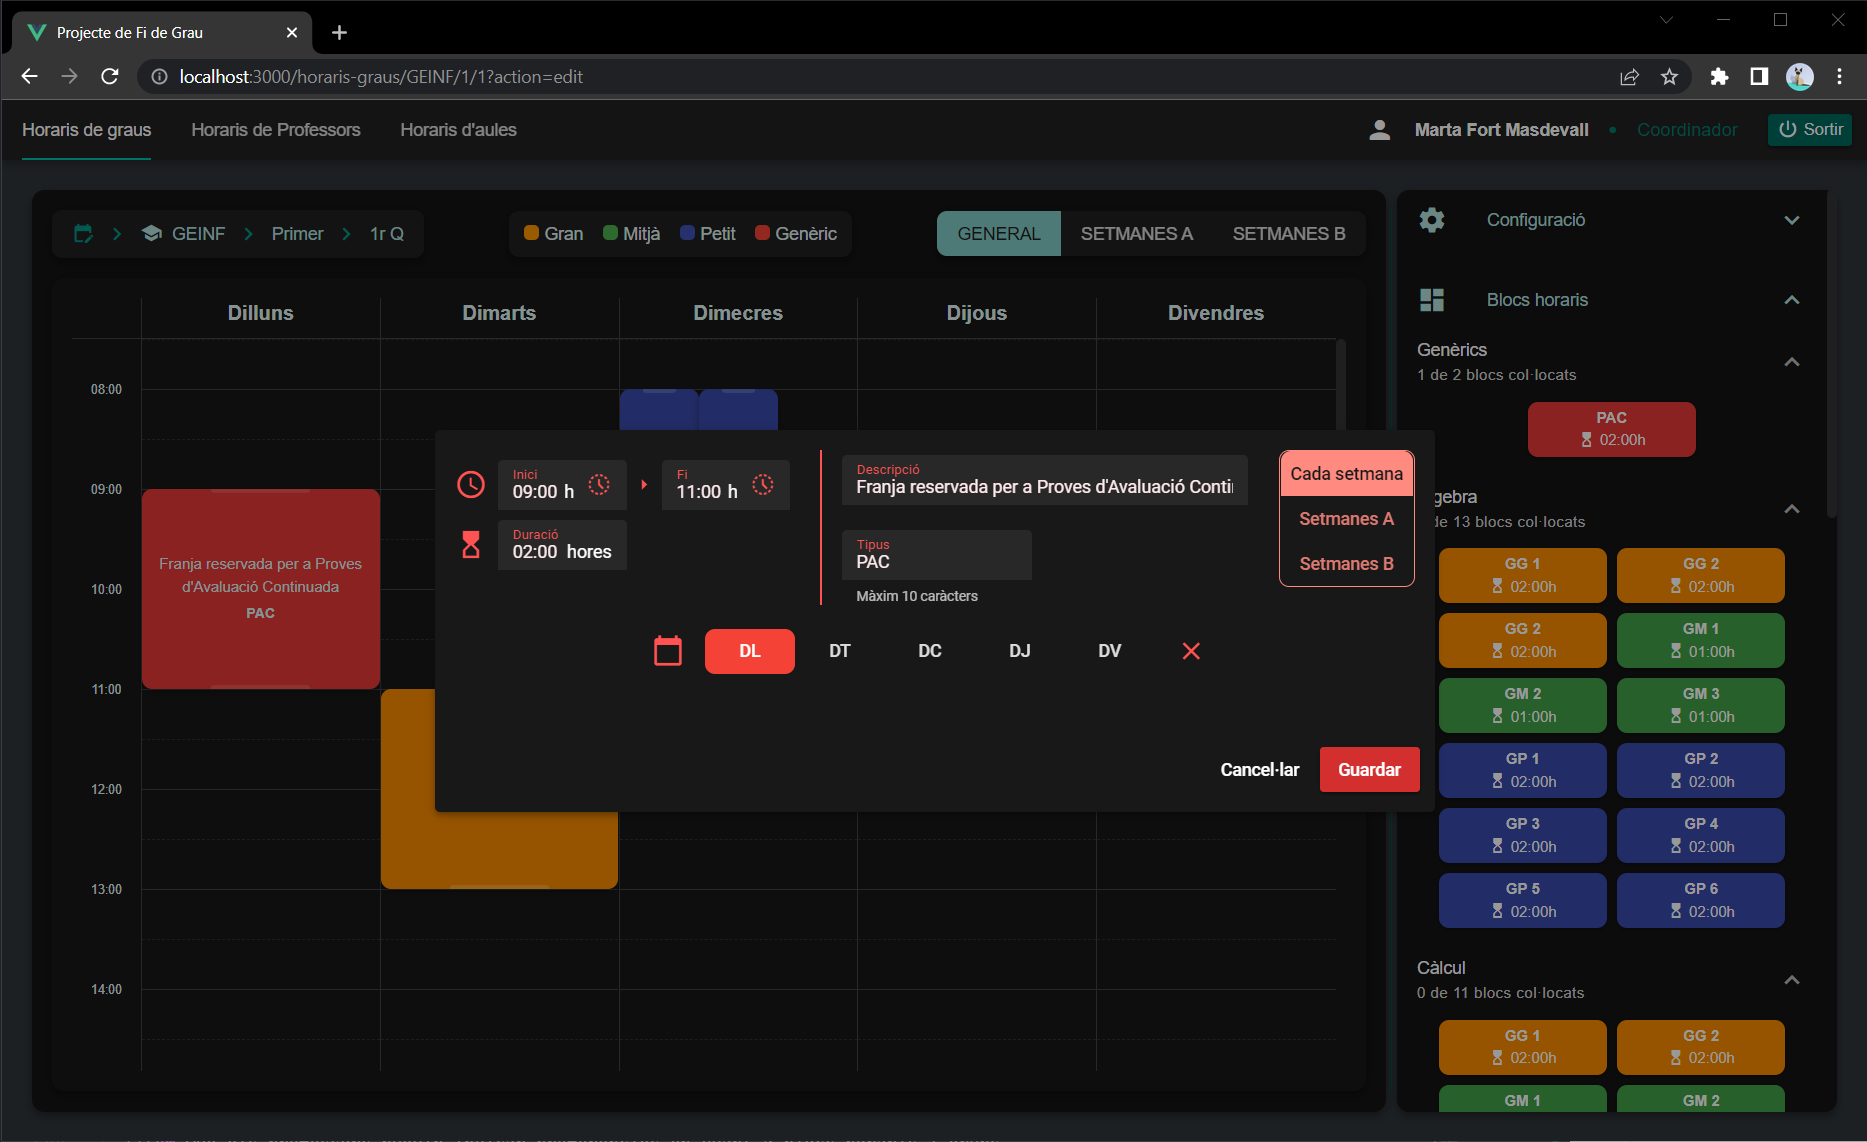 Projecte de Fi de Grau
localhost:3000/horaris-graus/GEINF/1/1?action=edit
Horaris de graus
Horaris de Professors
Horaris d'aules
Marta Fort Masdevall
Coordinador
Sortir
GEINF
Primer
1r Q
Gran
Mitjà
Petit
Genèric
GENERAL
SETMANES A
SETMANES B
Dilluns
Dimarts
Dimecres
Dijous
Divendres
08:00
09:00
10:00
11:00
12:00
13:00
14:00
Franja reservada per a Proves
d'Avaluació Continuada
PAC
Inici
09:00 h
Fi
11:00 h
Duració
02:00 hores
Descripció
Franja reservada per a Proves d'Avaluació Conti
Tipus
PAC
Màxim 10 caràcters
Cada setmana
Setmanes A
Setmanes B
DL
DT
DC
DJ
DV
Cancel·lar
Guardar
Configuració
Blocs horaris
Genèrics
1 de 2 blocs col·locats
PAC
02:00h
gebra
de 13 blocs col·locats
GG 1
02:00h
GG 2
02:00h
GG 2
02:00h
GM 1
01:00h
GM 2
01:00h
GM 3
01:00h
GP 1
02:00h
GP 2
02:00h
GP 3
02:00h
GP 4
02:00h
GP 5
02:00h
GP 6
02:00h
Càlcul
0 de 11 blocs col·locats
GG 1
02:00h
GG 2
02:00h
GM 1
GM 2